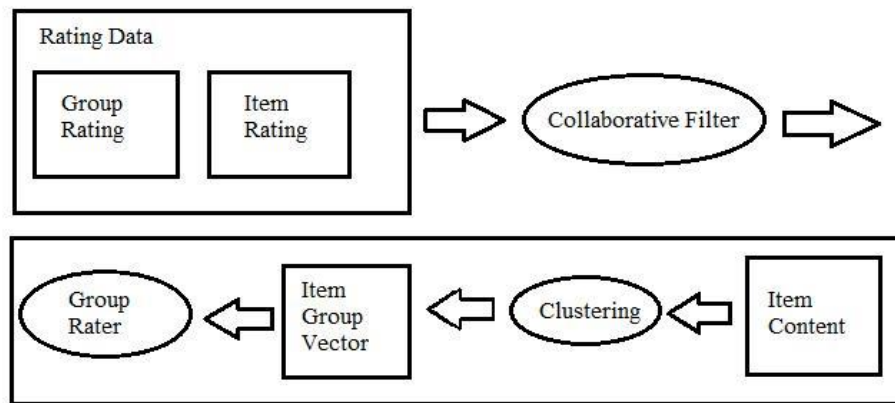 Rating Data
Group
Rating
Item
Rating
Collaborative Filter
Group
Rater
Item
Group
Vector
Clustering
Item
Content